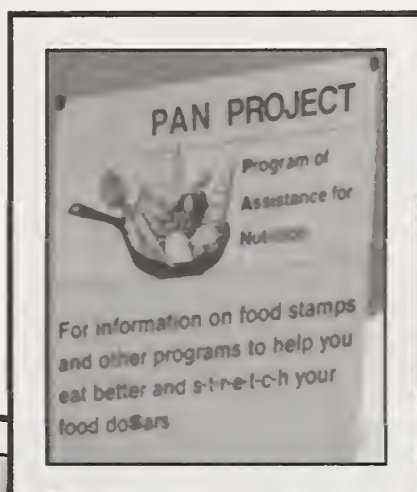 PAN PROJECT
Program of
Assistance for
Nutrition
For information on food stamps
and other programs to help you
eat better and s-t-r-e-t-c-h your
food dollars